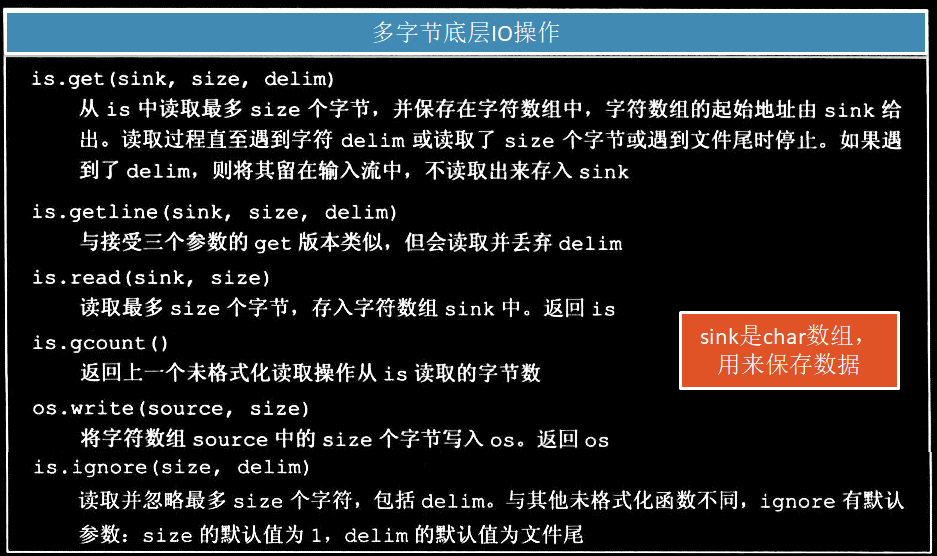 多字节底层IO操作
is.get(sink, size, delim)
从 is 中读取最多 size 个字节，并保存在字符数组中，字符数组的起始地址由 sink 给
出。读取过程直至遇到字符 delim 或读取了 size 个字节或遇到文件尾时停止。如果遇
到了 delim，则将其留在输入流中，不读取出来存入 sink
is.getline(sink, size, delim)
与接受三个参数的 get 版本类似，但会读取并丢弃 delim
is.read(sink, size)
读取最多 size 个字节，存入字符数组 sink 中。返回 is
is.gcount()
返回上一个未格式化读取操作从 is 读取的字节数
sink是char数组，
用来保存数据
os.write(source, size)
将字符数组 source 中的 size 个字节写入 os。返回 os
is.ignore(size, delim)
读取并忽略最多 size 个字符，包括 delim。与其他未格式化函数不同，ignore 有默认
参数：size 的默认值为 1，delim 的默认值为文件尾